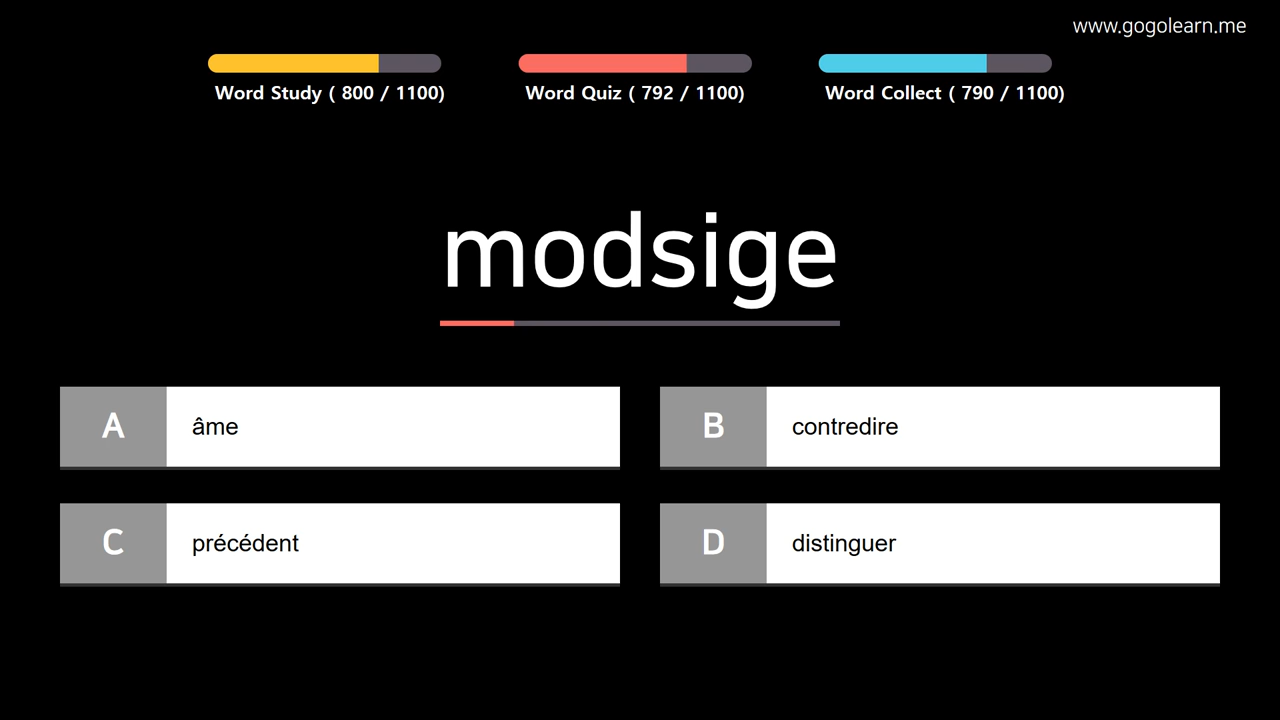 www.gogolearn.me
Word Study ( 800 / 1100)
Word Quiz ( 792 / 1100)
Word Collect ( 790 / 1100)
modsige
A âme
B contredire
C précédent
D distinguer